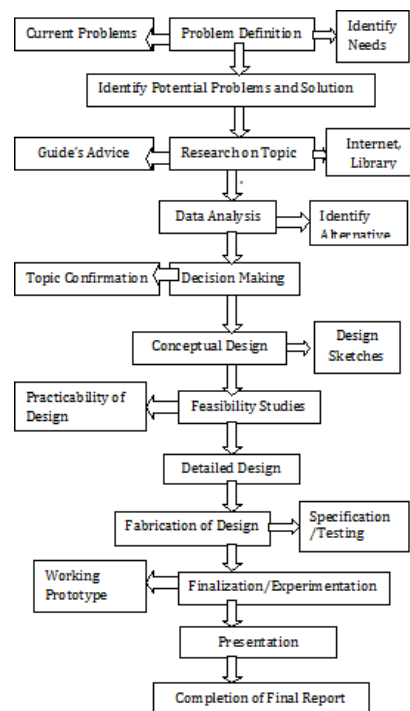 Current Problems
Problem Definition
Identify
Needs
Identify Potential Problems and Solution
Guide's Advice
Research on Topic
Internet,
Library
Data Analysis
Identify
Alternative
Topic Confirmation
Decision Making
Conceptual Design
Design
Sketches
Practicability of
Design
Feasibility Studies
Detailed Design
Fabrication of Design
Specification
/Testing
Working
Prototype
Finalization/Experimentation
Presentation
Completion of Final Report